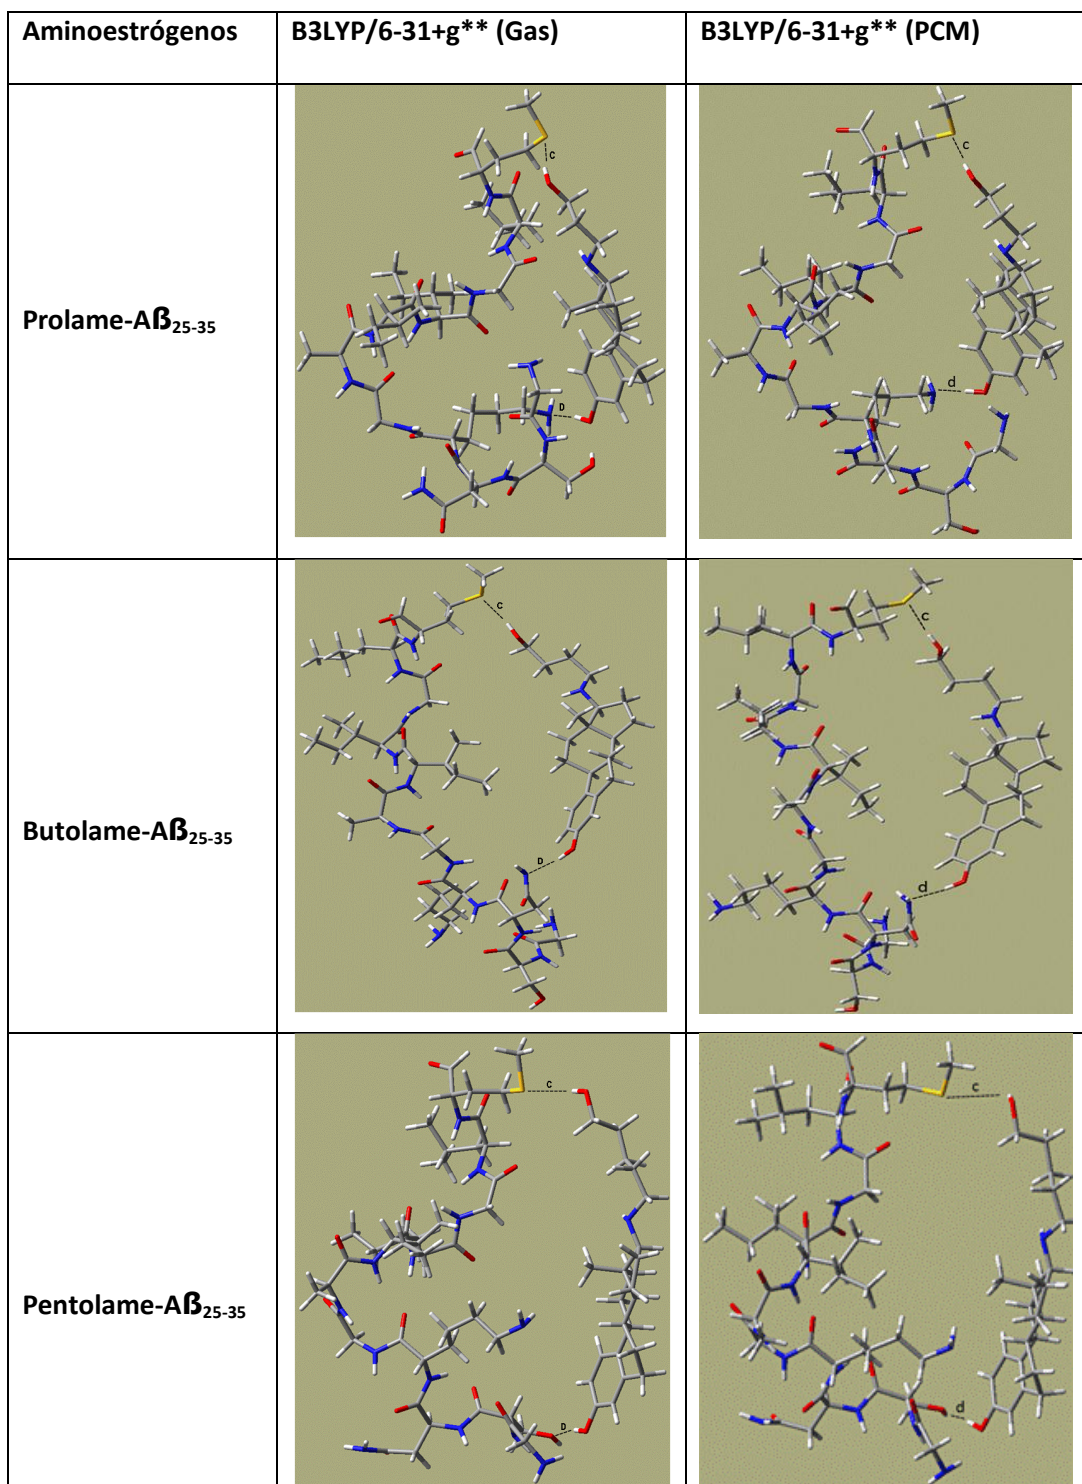 Aminoestrógenos B3LYP/6-31+g** (Gas) B3LYP/6-31+g** (PCM)
c c
Prolame-Aß25-35
D d
c c
Butolame-Aß25-35
D d
c c
Pentolame-Aß25-35
D d